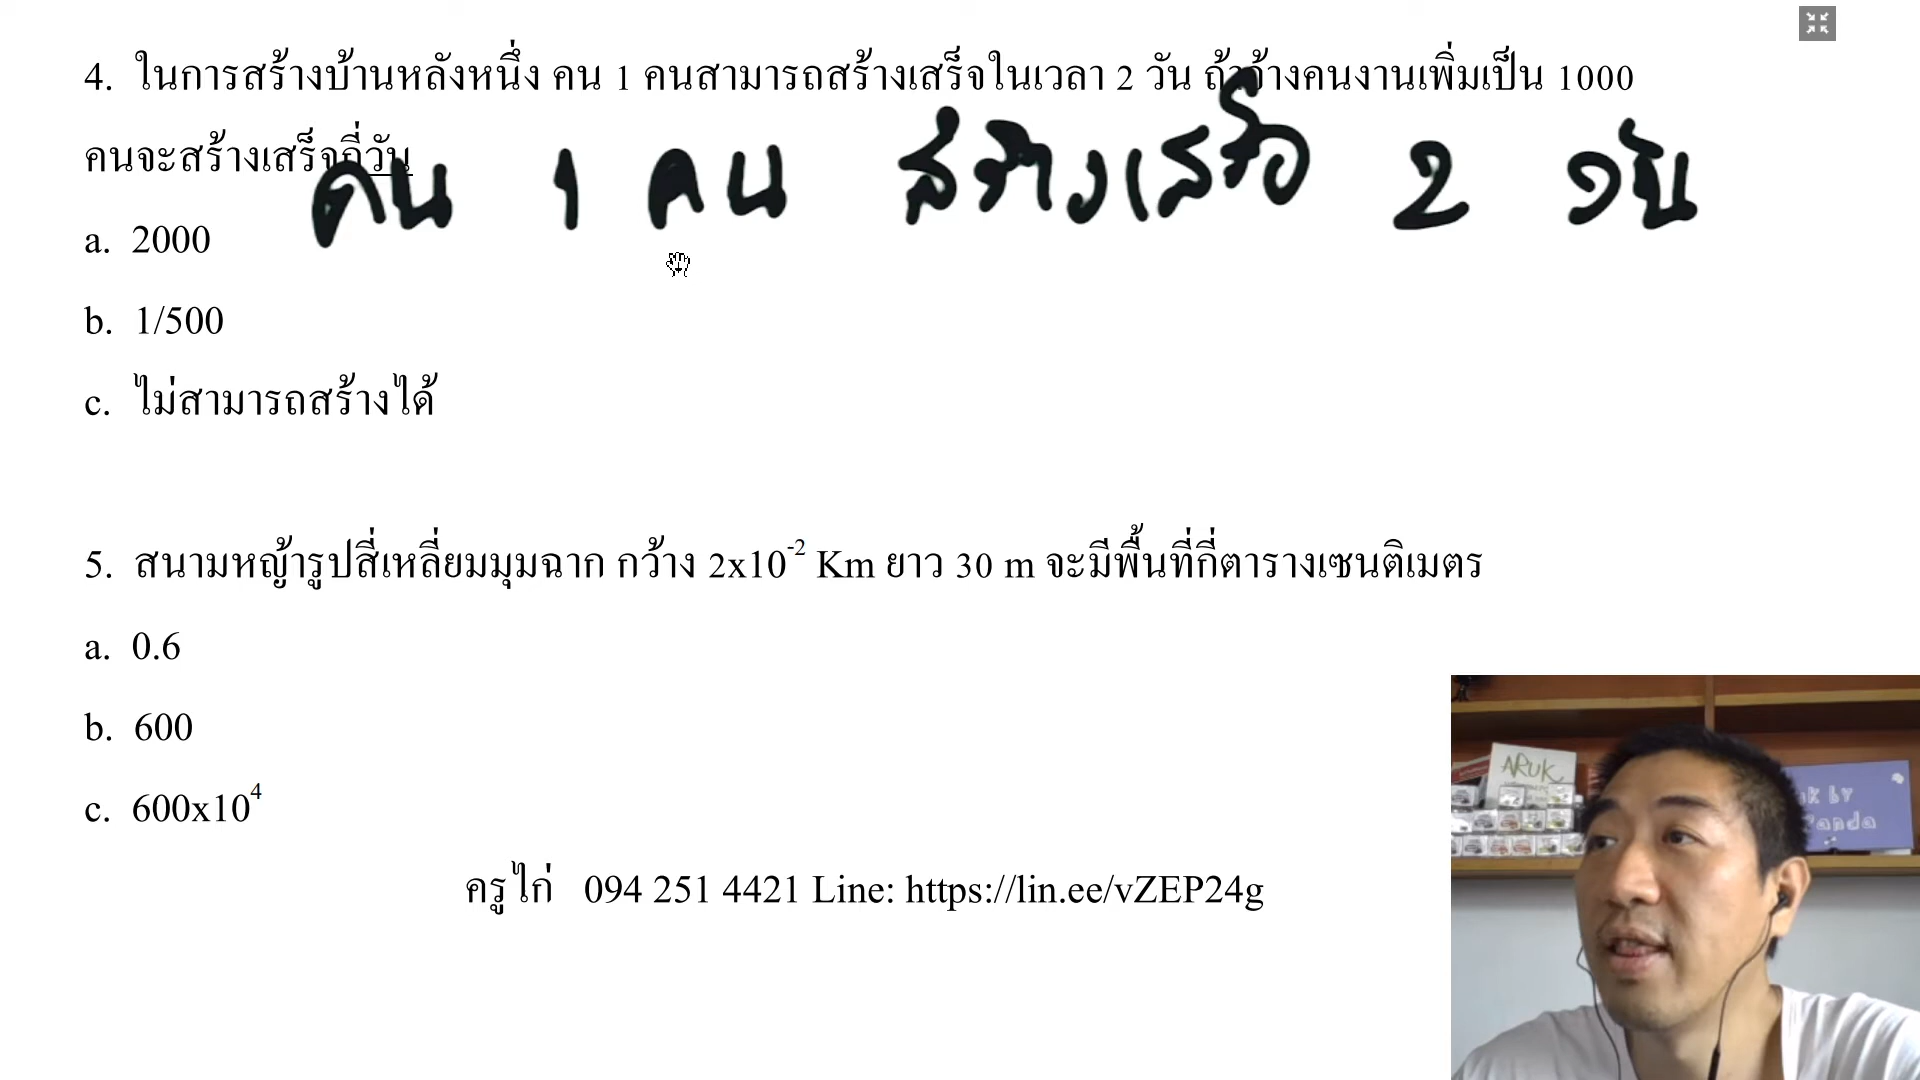 4. ในการสร้างบ้านหลังหนึ่ง คน 1 คนสามารถสร้างเสร็จในเวลา 2 วัน ถ้าจ้างคนงานเพิ่มเป็น 1000
คนจะสร้างเสร็จกี่วัน
คน 1 คน สร้างเสร็จ 2 วัน
a. 2000
b. 1/500
c. ไม่สามารถสร้างได้
5. สนามหญ้ารูปสี่เหลี่ยมมุมฉาก กว้าง 2x10⁻² Km ยาว 30 m จะมีพื้นที่กี่ตารางเซนติเมตร
a. 0.6
b. 600
c. 600x10⁴
ครูไก่ 094 251 4421 Line: https://lin.ee/vZEP24g
ARUK